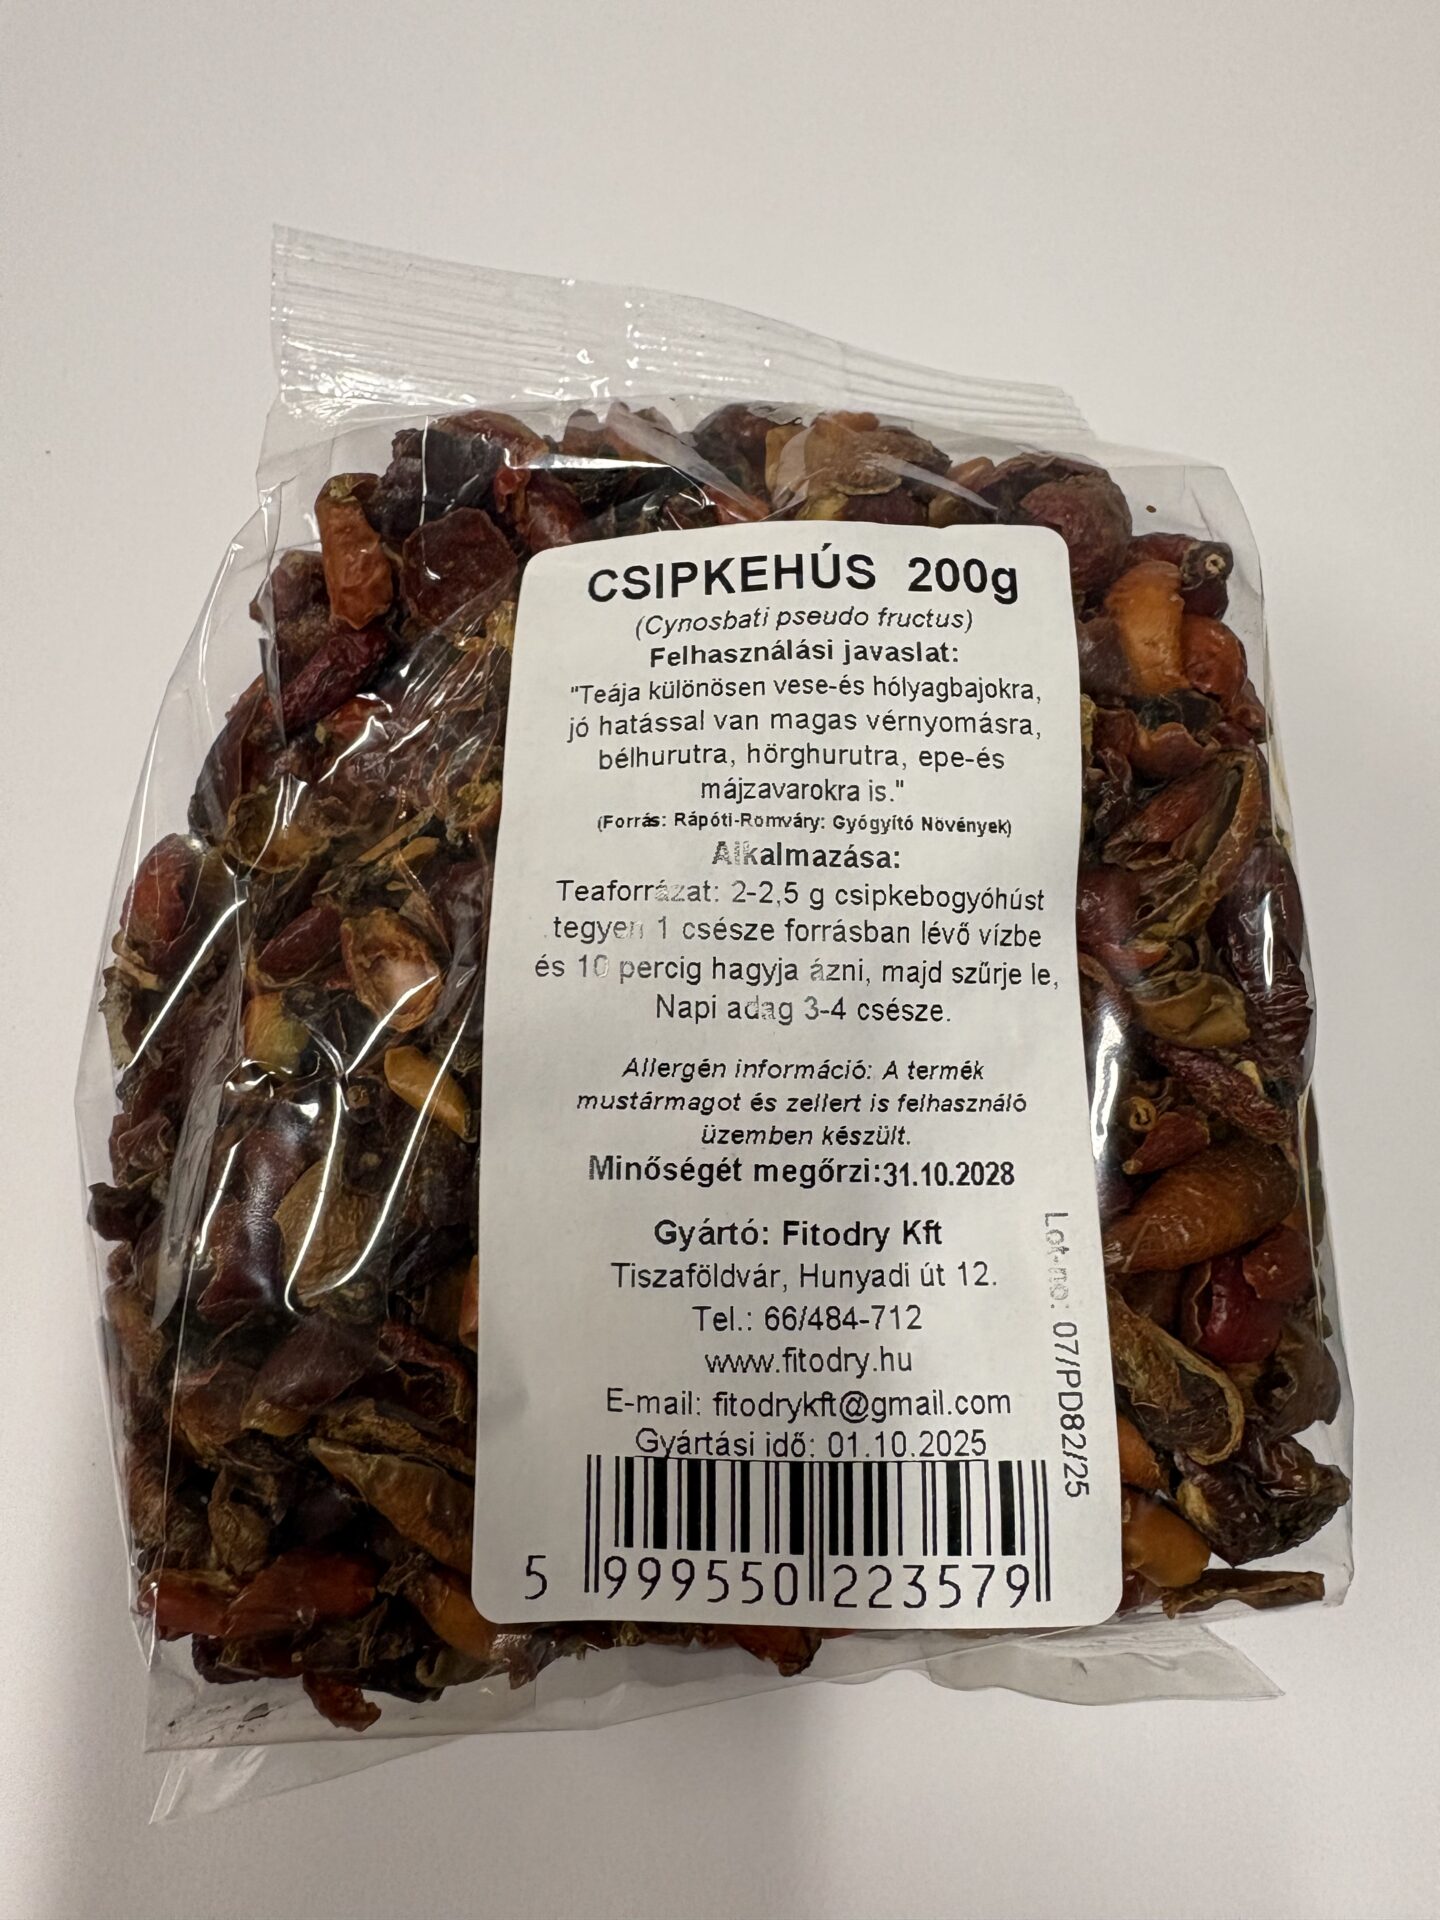 CSIPKEHÚS 200g
(Cynosbati pseudo fructus)
Felhasználási javaslat:
"Teája különösen vese-és hólyagbajokra,
jó hatással van magas vérnyomásra,
bélhurutra, hörghurutra, epe-és
májzavarokra is."
(Forrás: Rápóti-Romváry: Gyógyító Növények)
Alkalmazása:
Teaforrázat: 2-2,5 g csipkebogyóhúst
tegyen 1 csésze forrásban lévő vízbe
és 10 percig hagyja ázni, majd szűrje le,
Napi adag 3-4 csésze.
Allergén információ: A termék
mustármagot és zellert is felhasználó
üzemben készült.
Minőségét megőrzi:31.10.2028
Gyártó: Fitodry Kft
Tiszaföldvár, Hunyadi út 12.
Tel.: 66/484-712
www.fitodry.hu
E-mail: fitodrykft@gmail.com
Gyártási idő: 01.10.2025
Lot-no: 07/PD82/25
5 999550 223579